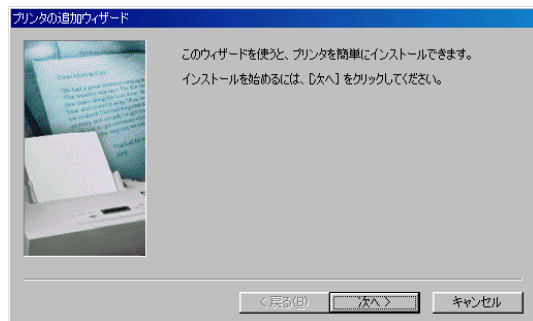 プリンタの追加ウィザード
このウィザードを使うと、プリンタを簡単にインストールできます。
インストールを始めるには、[次へ] をクリックしてください。
< 戻る(B)
次へ >
キャンセル